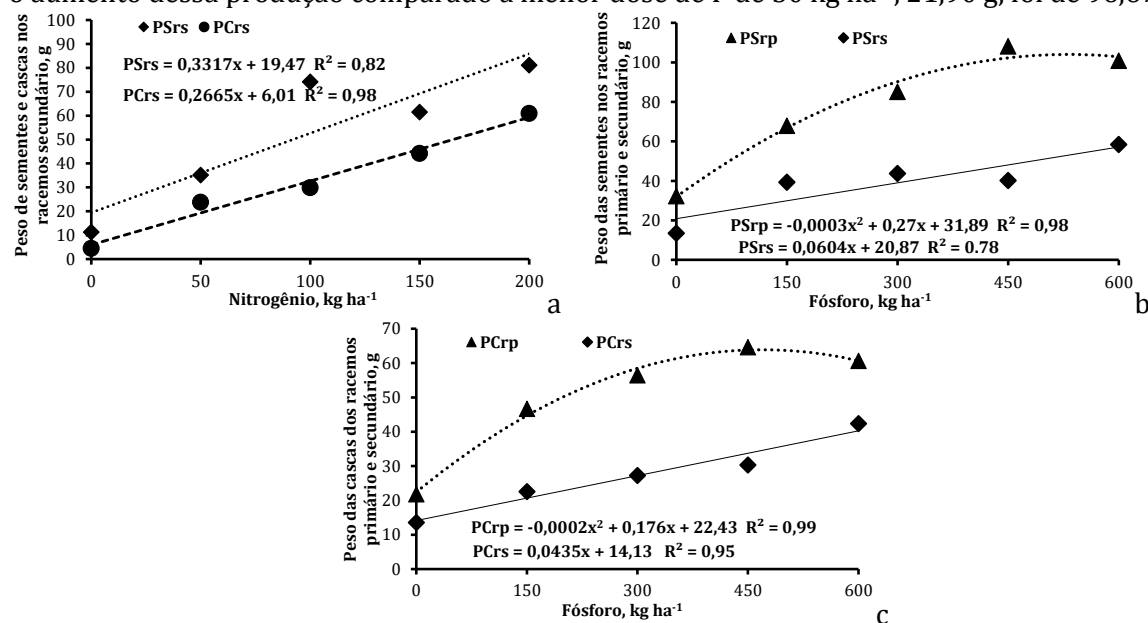 PSrs PCrs
PSrs = 0,3317x + 19,47 R² = 0,82
PCrs = 0,2665x + 6,01 R² = 0,98
Peso de sementes e cascas nos
racemos secundário, g
100
90
80
70
60
50
40
30
20
10
0
0 50 100 150 200
Nitrogênio, kg ha⁻¹
a
PSrp PSrs
Peso das sementes nos racemos
primário e secundário, g
120
100
80
60
40
20
0
PSrp = -0,0003x² + 0,27x + 31,89 R² = 0,98
PSrs = 0,0604x + 20,87 R² = 0.78
0 150 300 450 600
Fósforo, kg ha⁻¹
b
PCrp PCrs
Peso das cascas dos racemos
primário e secundário, g
70
60
50
40
30
20
10
0
PCrp = -0,0002x² + 0,176x + 22,43 R² = 0,99
PCrs = 0,0435x + 14,13 R² = 0,95
0 150 300 450 600
Fósforo, kg ha⁻¹
c